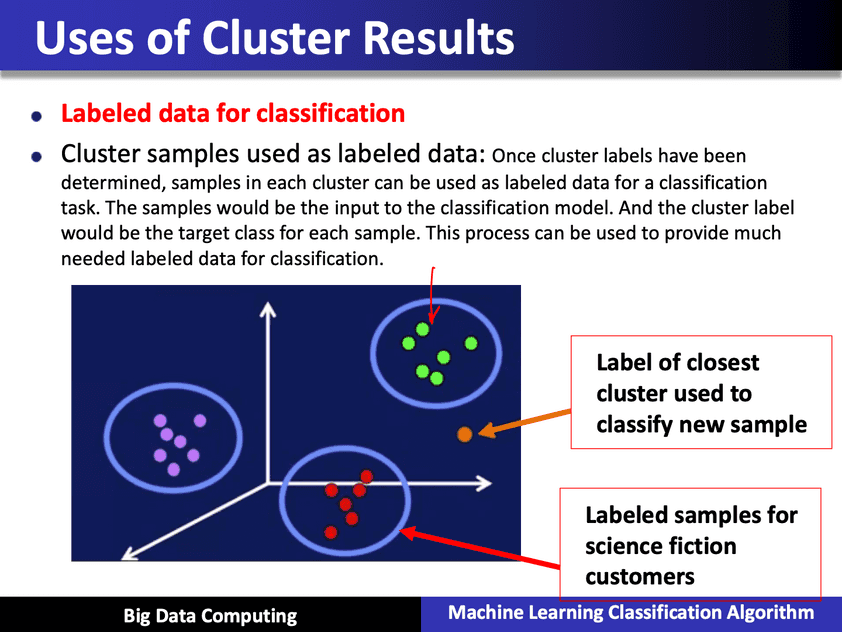 Uses of Cluster Results
Labeled data for classification
Cluster samples used as labeled data: Once cluster labels have been
determined, samples in each cluster can be used as labeled data for a classification
task. The samples would be the input to the classification model. And the cluster label
would be the target class for each sample. This process can be used to provide much
needed labeled data for classification.
Label of closest
cluster used to
classify new sample
Labeled samples for
science fiction
customers
Big Data Computing
Machine Learning Classification Algorithm